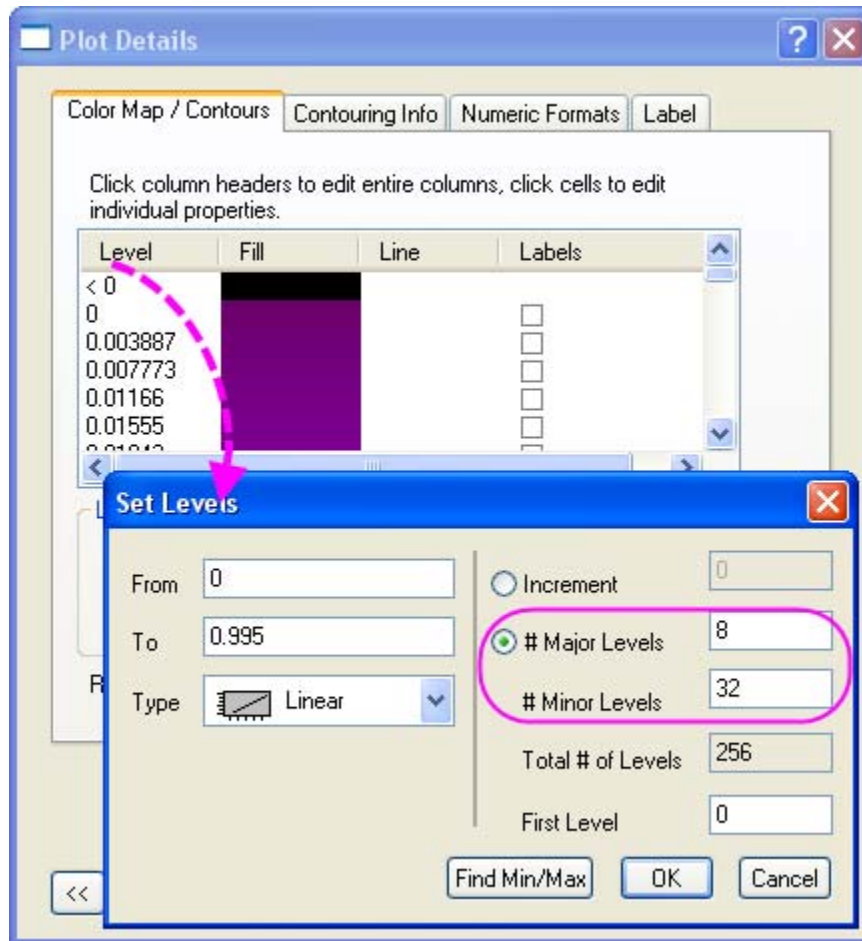 Plot Details
Color Map / Contours Contouring Info Numeric Formats Label
Click column headers to edit entire columns, click cells to edit
individual properties.
Level Fill Line Labels
< 0
0
0.003887
0.007773
0.01166
0.01555
Set Levels
From 0
To 0.995
Type Linear
Increment 0
# Major Levels 8
# Minor Levels 32
Total # of Levels 256
First Level 0
Find Min/Max OK Cancel
<<